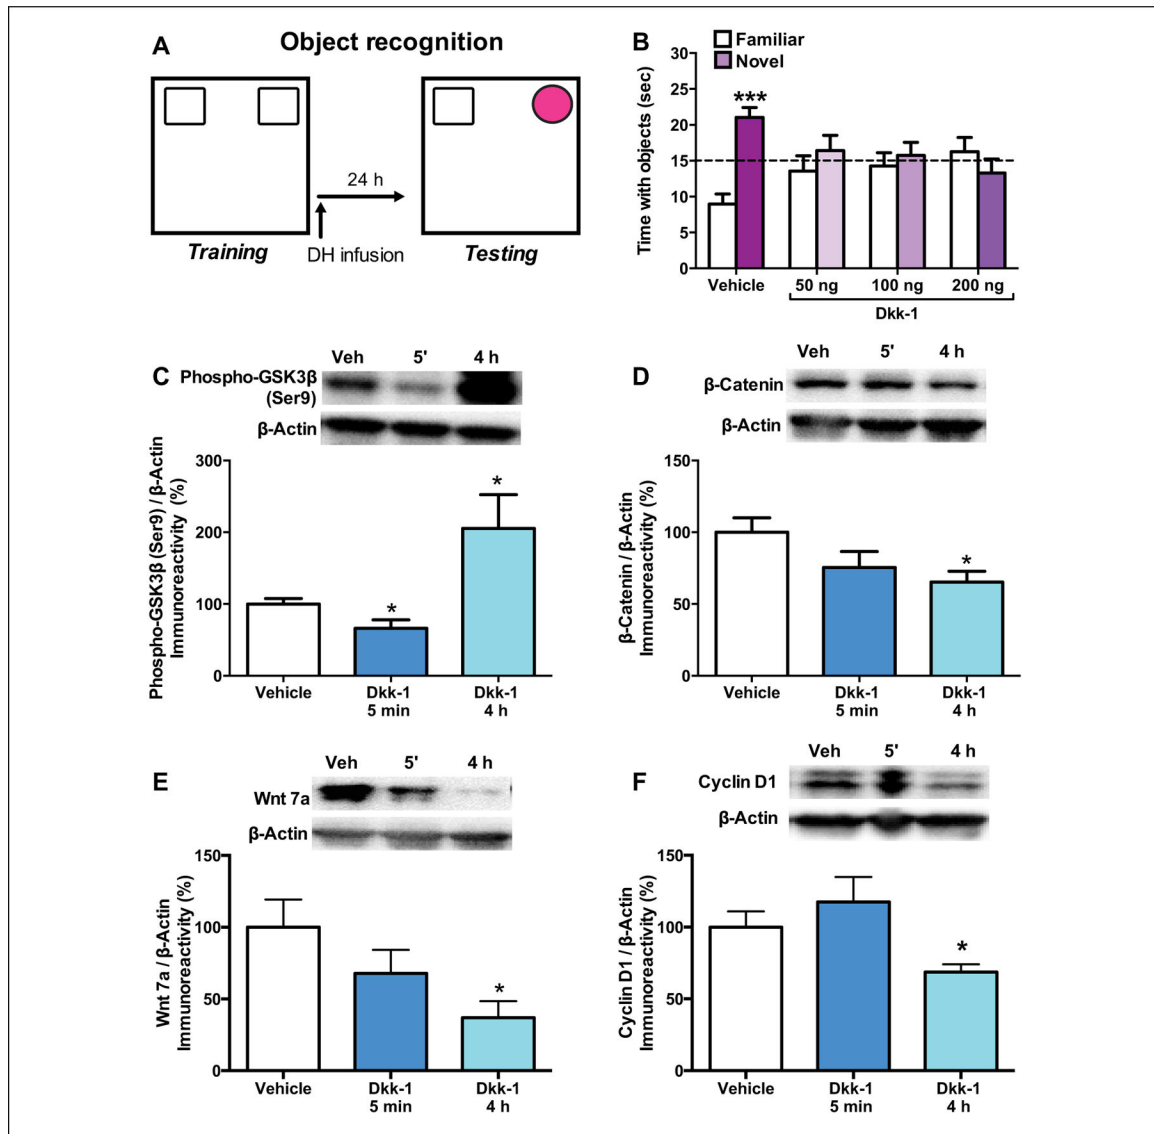 A
Object recognition
24 h
Training
DH infusion
Testing
B
Familiar
Novel
Time with objects (sec)
30
25
20
15
10
5
0
***
Vehicle
50 ng
100 ng
200 ng
Dkk-1
C
Veh
5'
4 h
Phospho-GSK3β
(Ser9)
β-Actin
Phospho-GSK3β (Ser9) / β-Actin
Immunoreactivity (%)
300
200
100
0
*
*
Vehicle
Dkk-1
5 min
Dkk-1
4 h
D
Veh
5'
4 h
β-Catenin
β-Actin
β-Catenin / β-Actin
Immunoreactivity (%)
150
100
50
0
*
Vehicle
Dkk-1
5 min
Dkk-1
4 h
E
Veh
5'
4 h
Wnt 7a
β-Actin
Wnt 7a / β-Actin
Immunoreactivity (%)
150
100
50
0
*
Vehicle
Dkk-1
5 min
Dkk-1
4 h
F
Veh
5'
4 h
Cyclin D1
β-Actin
Cyclin D1 / β-Actin
Immunoreactivity (%)
150
100
50
0
*
Vehicle
Dkk-1
5 min
Dkk-1
4 h